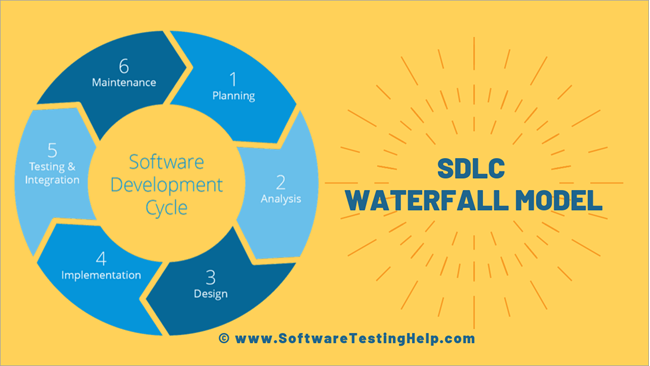 6
Maintenance
1
Planning
5
Testing &
Integration
Software
Development
Cycle
2
Analysis
4
Implementation
3
Design
SDLC
WATERFALL MODEL
© www.SoftwareTestingHelp.com